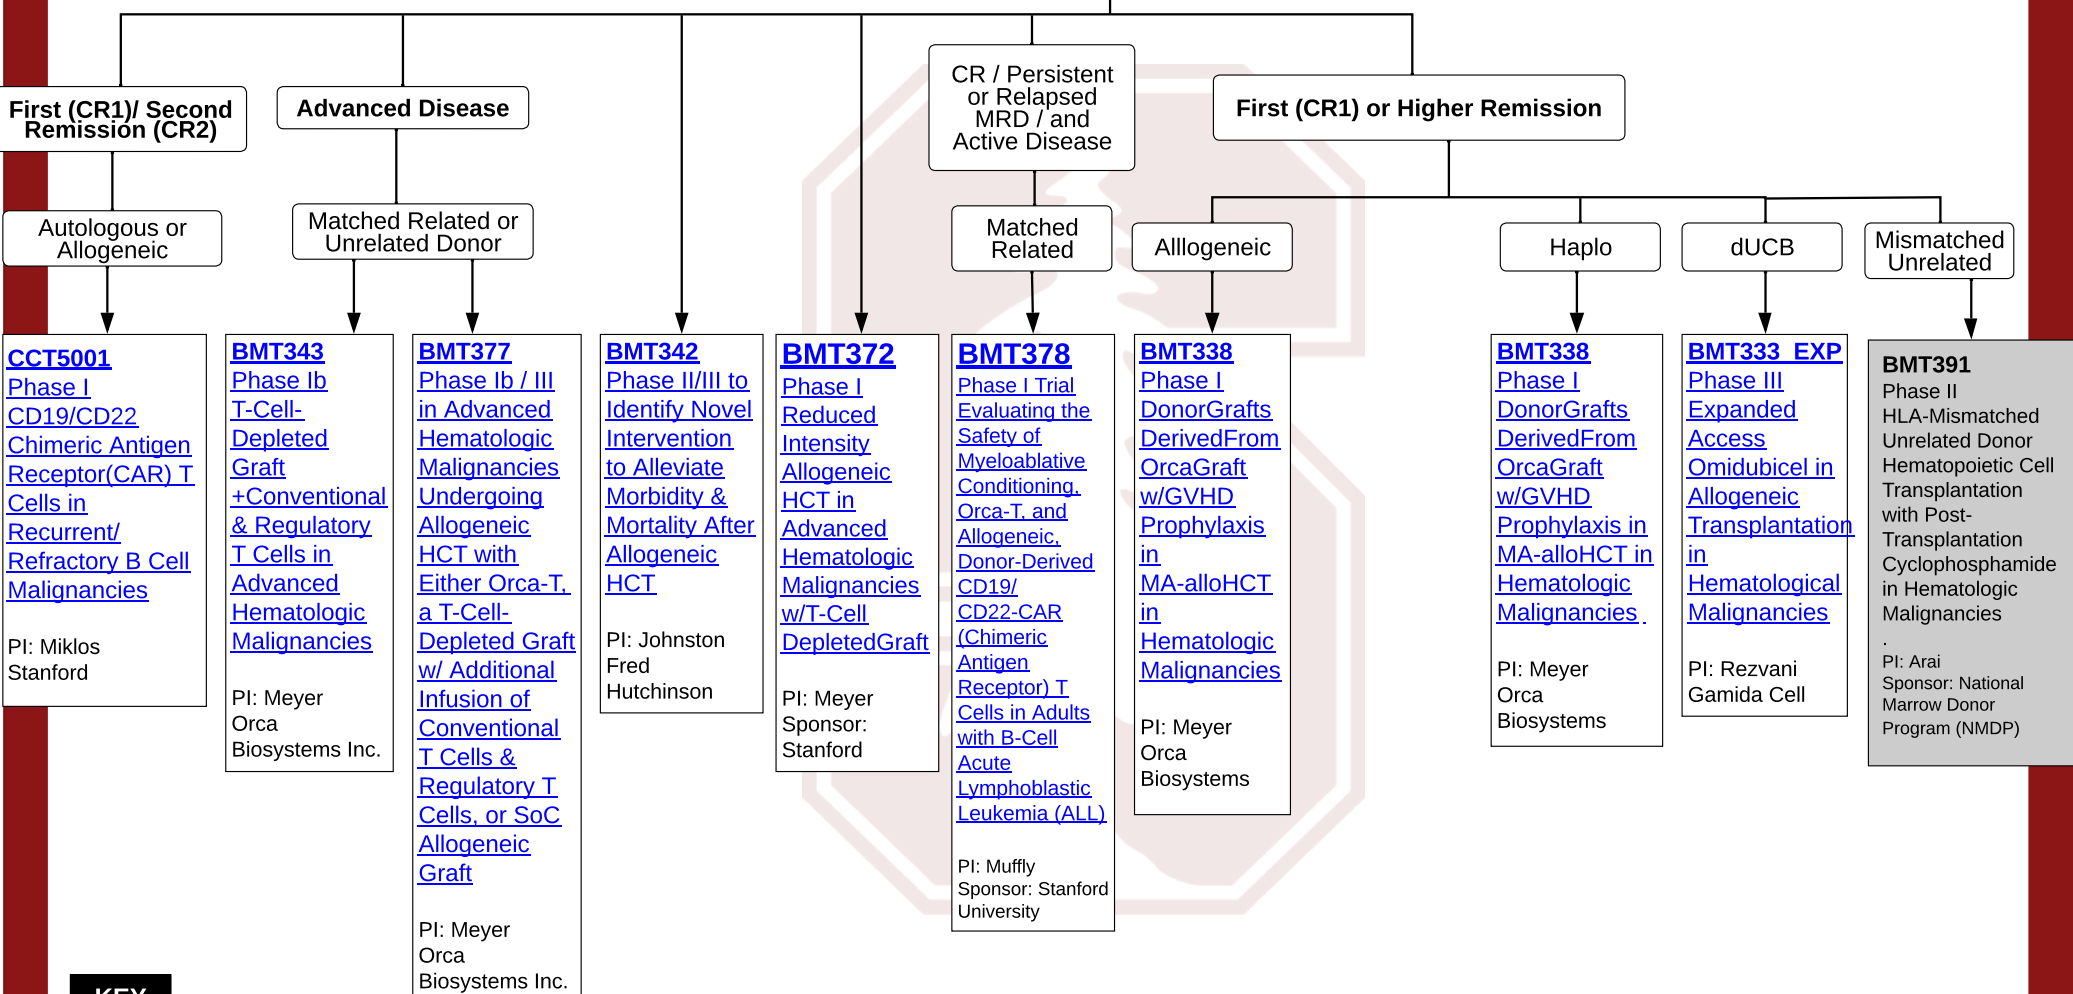 First (CR1)/ Second
Remission (CR2)
Advanced Disease
CR / Persistent
or Relapsed
MRD / and
Active Disease
First (CR1) or Higher Remission
Autologous or
Allogeneic
Matched Related or
Unrelated Donor
Matched
Related
Alllogeneic
Haplo
dUCB
Mismatched
Unrelated
CCT5001
Phase I
CD19/CD22
Chimeric Antigen
Receptor(CAR) T
Cells in
Recurrent/
Refractory B Cell
Malignancies
PI: Miklos
Stanford
BMT343
Phase Ib
T-Cell-
Depleted
Graft
+Conventional
& Regulatory
T Cells in
Advanced
Hematologic
Malignancies
PI: Meyer
Orca
Biosystems Inc.
BMT377
Phase Ib / III
in Advanced
Hematologic
Malignancies
Undergoing
Allogeneic
HCT with
Either Orca-T,
a T-Cell-
Depleted Graft
w/ Additional
Infusion of
Conventional
T Cells &
Regulatory T
Cells, or SoC
Allogeneic
Graft
PI: Meyer
Orca
Biosystems Inc.
BMT342
Phase II/III to
Identify Novel
Intervention
to Alleviate
Morbidity &
Mortality After
Allogeneic
HCT
PI: Johnston
Fred
Hutchinson
BMT372
Phase I
Reduced
Intensity
Allogeneic
HCT in
Advanced
Hematologic
Malignancies
w/T-Cell
DepletedGraft
PI: Meyer
Sponsor:
Stanford
BMT378
Phase I Trial
Evaluating the
Safety of
Myeloablative
Conditioning,
Orca-T, and
Allogeneic,
Donor-Derived
CD19/
CD22-CAR
(Chimeric
Antigen
Receptor) T
Cells in Adults
with B-Cell
Acute
Lymphoblastic
Leukemia (ALL)
PI: Muffly
Sponsor: Stanford
University
BMT338
Phase I
DonorGrafts
DerivedFrom
OrcaGraft
w/GVHD
Prophylaxis
in
MA-alloHCT
in
Hematologic
Malignancies
PI: Meyer
Orca
Biosystems
BMT338
Phase I
DonorGrafts
DerivedFrom
OrcaGraft
w/GVHD
Prophylaxis in
MA-alloHCT in
Hematologic
Malignancies .
PI: Meyer
Orca
Biosystems
BMT333_EXP
Phase III
Expanded
Access
Omidubicel in
Allogeneic
Transplantation
in
Hematological
Malignancies
PI: Rezvani
Gamida Cell
BMT391
Phase II
HLA-Mismatched
Unrelated Donor
Hematopoietic Cell
Transplantation
with Post-
Transplantation
Cyclophosphamide
in Hematologic
Malignancies
.
PI: Arai
Sponsor: National
Marrow Donor
Program (NMDP)
KEY